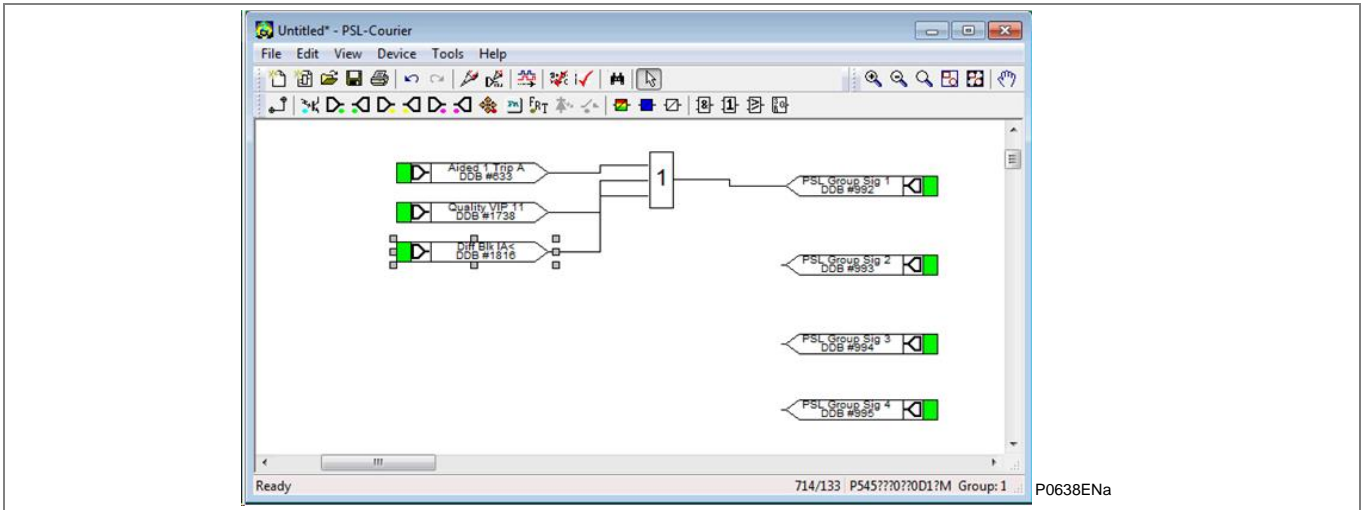 Untitled* - PSL-Courier
File Edit View Device Tools Help
Aided 1 Trip A
DDB #633
1
PSL Group Sig 1
DDB #992
Quality VIP 11
DDB #1738
Diff Blk IA<
DDB #1816
PSL Group Sig 2
DDB #993
PSL Group Sig 3
DDB #994
PSL Group Sig 4
DDB #995
Ready
714/133 P545???0??0D1?M Group: 1
P0638ENa